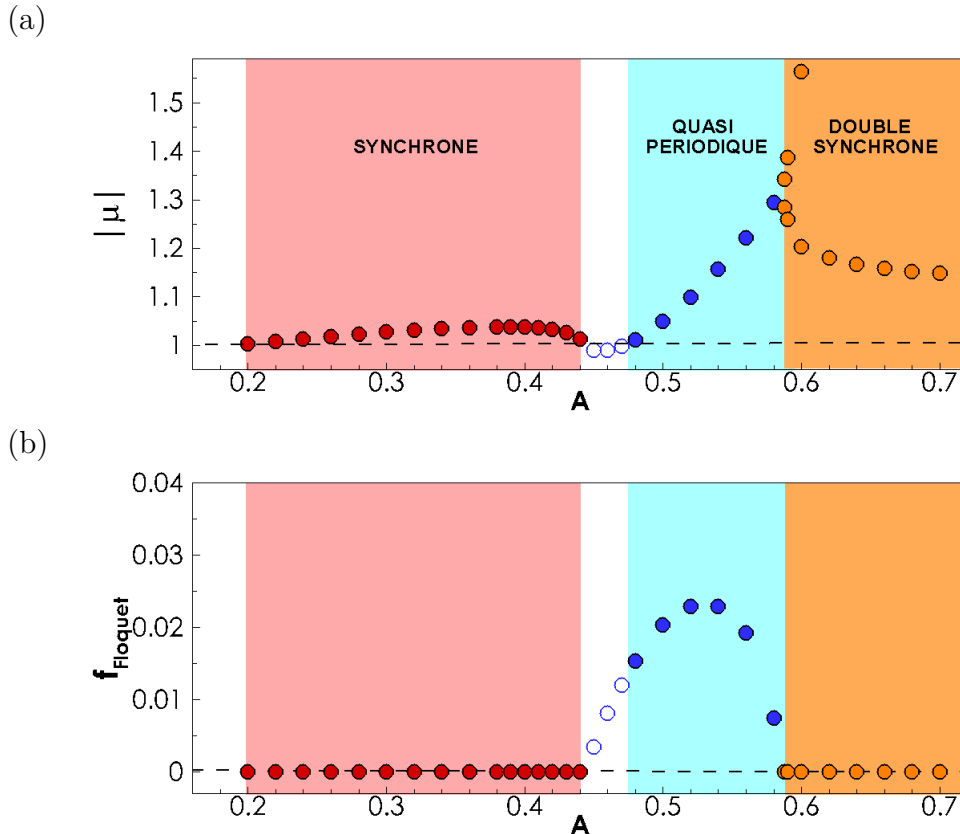 (a)
1.5
1.4
1.3
1.2
1.1
1
|μ|
SYNCHRONE
QUASI
PERIODIQUE
DOUBLE
SYNCHRONE
0.2 0.3 0.4 0.5 0.6 0.7
A
(b)
0.04
0.03
0.02
0.01
0
f Floquet
0.2 0.3 0.4 0.5 0.6 0.7
A